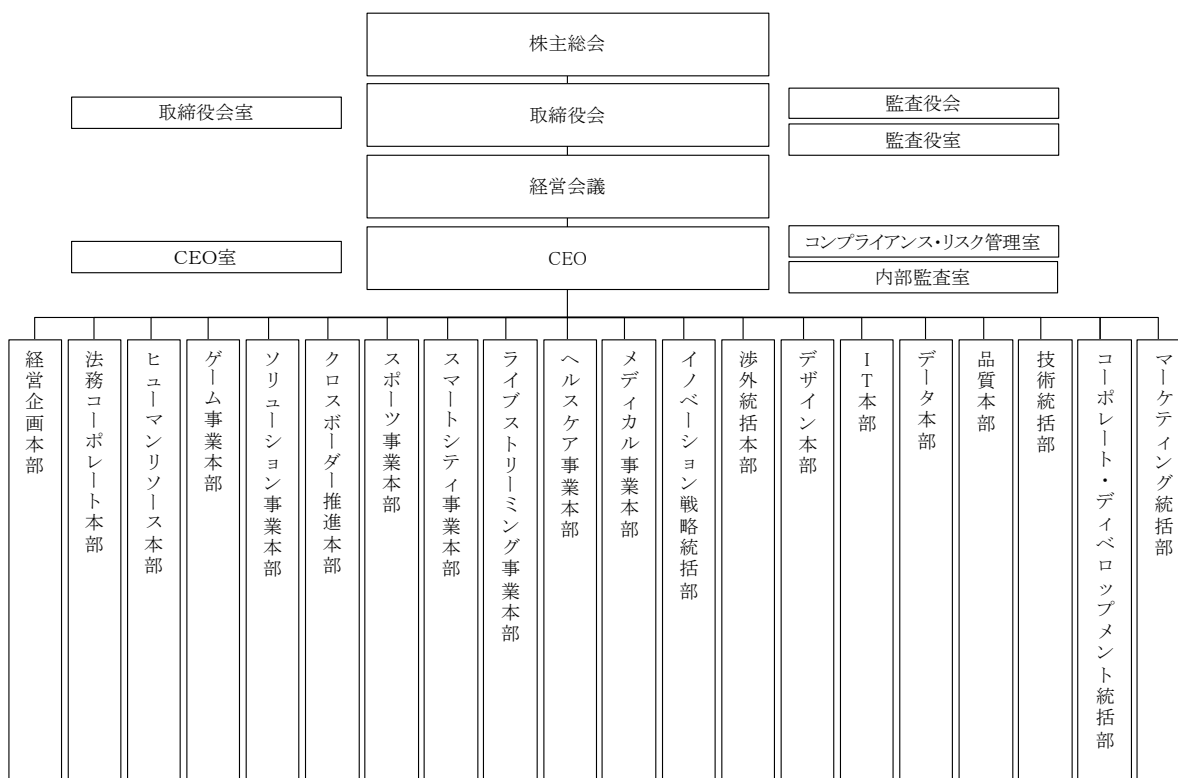 株主総会
取締役会室
取締役会
監査役会
監査役室
経営会議
CEO室
CEO
コンプライアンス・リスク管理室
内部監査室
経営企画本部
法務コーポレート本部
ヒューマンリソース本部
ゲーム事業本部
ソリューション事業本部
クロスボーダー推進本部
スポーツ事業本部
スマートシティ事業本部
ライブストリーミング事業本部
ヘルスケア事業本部
メディカル事業本部
イノベーション戦略統括部
渉外統括本部
デザイン本部
IT本部
データ本部
品質本部
技術統括部
コーポレート・ディベロップメント統括部
マーケティング統括部